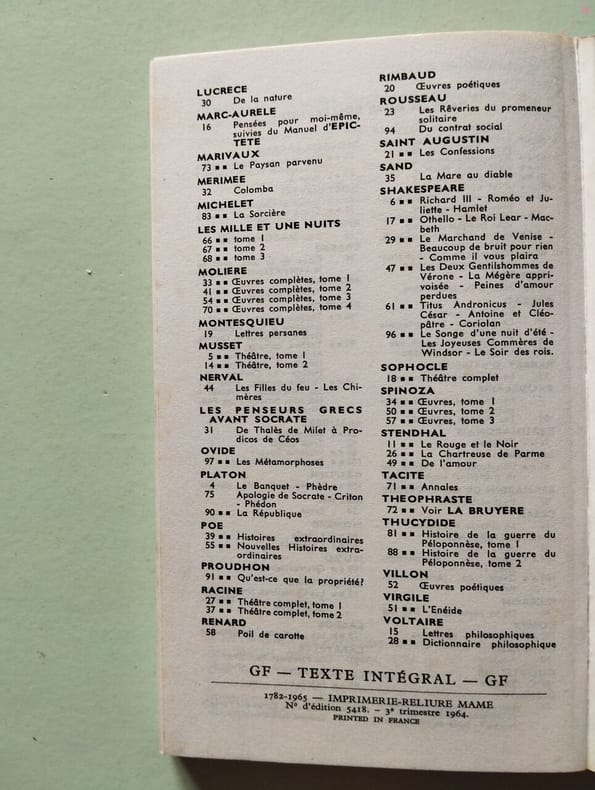 LUCRECE
30 De la nature
MARC-AURELE
16 Pensées pour moi-même,
suivies du Manuel d'EPIC-
TETE
MARIVAUX
73 ▪▪ Le Paysan parvenu
MERIMEE
32 Colomba
MICHELET
83 ▪▪ La Sorcière
LES MILLE ET UNE NUITS
66 ▪▪ tome 1
67 ▪▪ tome 2
68 ▪▪ tome 3
MOLIERE
33 ▪▪ Œuvres complètes, tome 1
41 ▪▪ Œuvres complètes, tome 2
54 ▪▪ Œuvres complètes, tome 3
70 ▪▪ Œuvres complètes, tome 4
MONTESQUIEU
19 Lettres persanes
MUSSET
5 ▪▪ Théâtre, tome 1
14 ▪▪ Théâtre, tome 2
NERVAL
44 Les Filles du feu - Les Chi-
mères
LES PENSEURS GRECS
AVANT SOCRATE
31 De Thalès de Milet à Pro-
dicos de Céos
OVIDE
97 ▪▪ Les Métamorphoses
PLATON
4 Le Banquet - Phèdre
75 Apologie de Socrate - Criton
- Phédon
90 ▪▪ La République
POE
39 ▪▪ Histoires extraordinaires
55 ▪▪ Nouvelles Histoires extra-
ordinaires
PROUDHON
91 ▪▪ Qu'est-ce que la propriété?
RACINE
27 ▪▪ Théâtre complet, tome 1
37 ▪▪ Théâtre complet, tome 2
RENARD
58 Poil de carotte
RIMBAUD
20 Œuvres poétiques
ROUSSEAU
23 Les Rêveries du promeneur
solitaire
94 Du contrat social
SAINT AUGUSTIN
21 ▪▪ Les Confessions
SAND
35 La Mare au diable
SHAKESPEARE
6 ▪▪ Richard III - Roméo et Ju-
liette - Hamlet
17 ▪▪ Othello - Le Roi Lear - Mac-
beth
29 ▪▪ Le Marchand de Venise -
Beaucoup de bruit pour rien
- Comme il vous plaira
47 ▪▪ Les Deux Gentilshommes de
Vérone - La Mégère appri-
voisée - Peines d'amour
perdues
61 ▪▪ Titus Andronicus - Jules
César - Antoine et Cléo-
pâtre - Coriolan
96 ▪▪ Le Songe d'une nuit d'été -
Les Joyeuses Commères de
Windsor - Le Soir des rois.
SOPHOCLE
18 ▪▪ Théâtre complet
SPINOZA
34 ▪▪ Œuvres, tome 1
50 ▪▪ Œuvres, tome 2
57 ▪▪ Œuvres, tome 3
STENDHAL
11 ▪▪ Le Rouge et le Noir
26 ▪▪ La Chartreuse de Parme
49 ▪▪ De l'amour
TACITE
71 ▪▪ Annales
THEOPHRASTE
72 ▪▪ Voir LA BRUYERE
THUCYDIDE
81 ▪▪ Histoire de la guerre du
Péloponnèse, tome 1
88 ▪▪ Histoire de la guerre du
Péloponnèse, tome 2
VILLON
52 Œuvres poétiques
VIRGILE
51 ▪▪ L'Enéide
VOLTAIRE
15 Lettres philosophiques
28 ▪▪ Dictionnaire philosophique
GF — TEXTE INTÉGRAL — GF
1782-1965 — IMPRIMERIE-RELIURE MAME
N° d'édition 5418. – 3e trimestre 1964.
PRINTED IN FRANCE